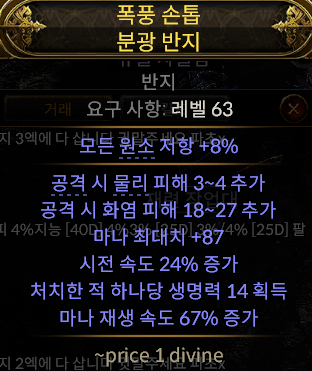 폭풍 손톱
분광 반지
반지
거래
요구 사항: 레벨 63
모든 원소 저항 +8%
공격 시 물리 피해 3~4 추가
공격 시 화염 피해 18~27 추가
마나 최대치 +87
시전 속도 24% 증가
처치한 적 하나당 생명력 14 획득
마나 재생 속도 67% 증가
~price 1 divine